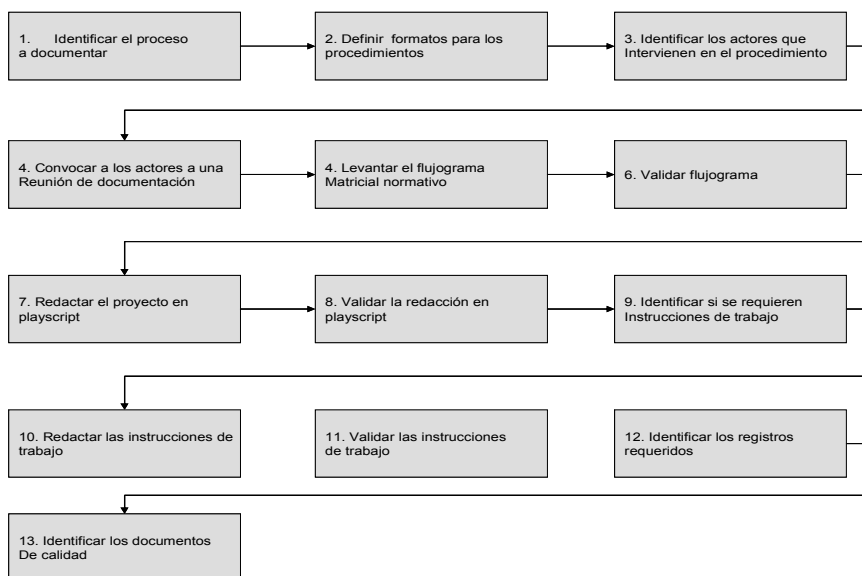 1. Identificar el proceso
a documentar
2. Definir formatos para los
procedimientos
3. Identificar los actores que
Intervienen en el procedimiento
4. Convocar a los actores a una
Reunión de documentación
4. Levantar el flujograma
Matricial normativo
6. Validar flujograma
7. Redactar el proyecto en
playscript
8. Validar la redacción en
playscript
9. Identificar si se requieren
Instrucciones de trabajo
10. Redactar las instrucciones de
trabajo
11. Validar las instrucciones
de trabajo
12. Identificar los registros
requeridos
13. Identificar los documentos
De calidad